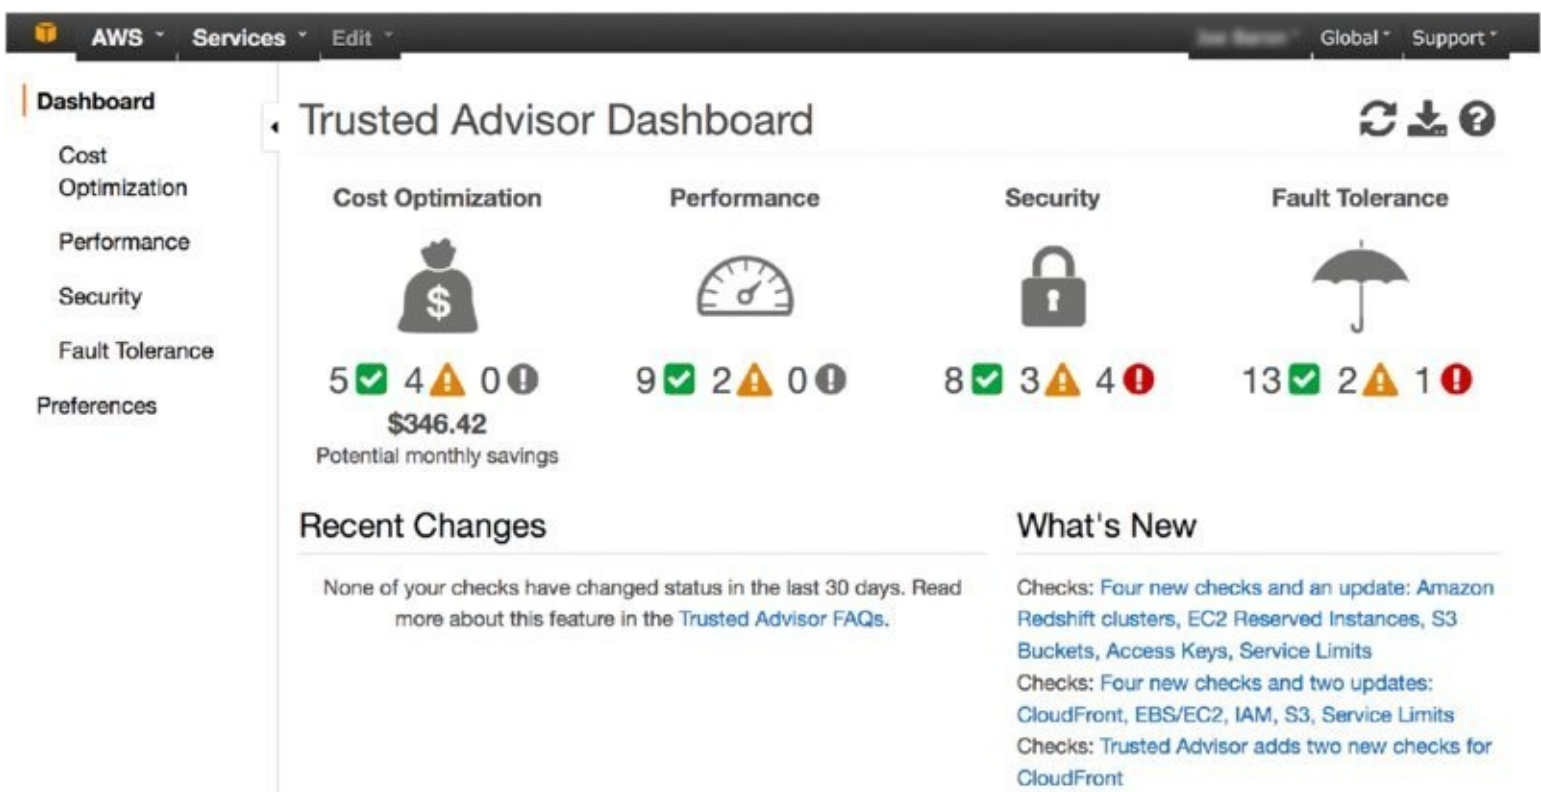 AWS Services Edit Global Support
Dashboard
Cost
Optimization
Performance
Security
Fault Tolerance
Preferences
Trusted Advisor Dashboard
Cost Optimization Performance Security Fault Tolerance
$
5 4 0 9 2 0 8 3 4 13 2 1
$346.42
Potential monthly savings
Recent Changes
None of your checks have changed status in the last 30 days. Read
more about this feature in the Trusted Advisor FAQs.
What's New
Checks: Four new checks and an update: Amazon
Redshift clusters, EC2 Reserved Instances, S3
Buckets, Access Keys, Service Limits
Checks: Four new checks and two updates:
CloudFront, EBS/EC2, IAM, S3, Service Limits
Checks: Trusted Advisor adds two new checks for
CloudFront